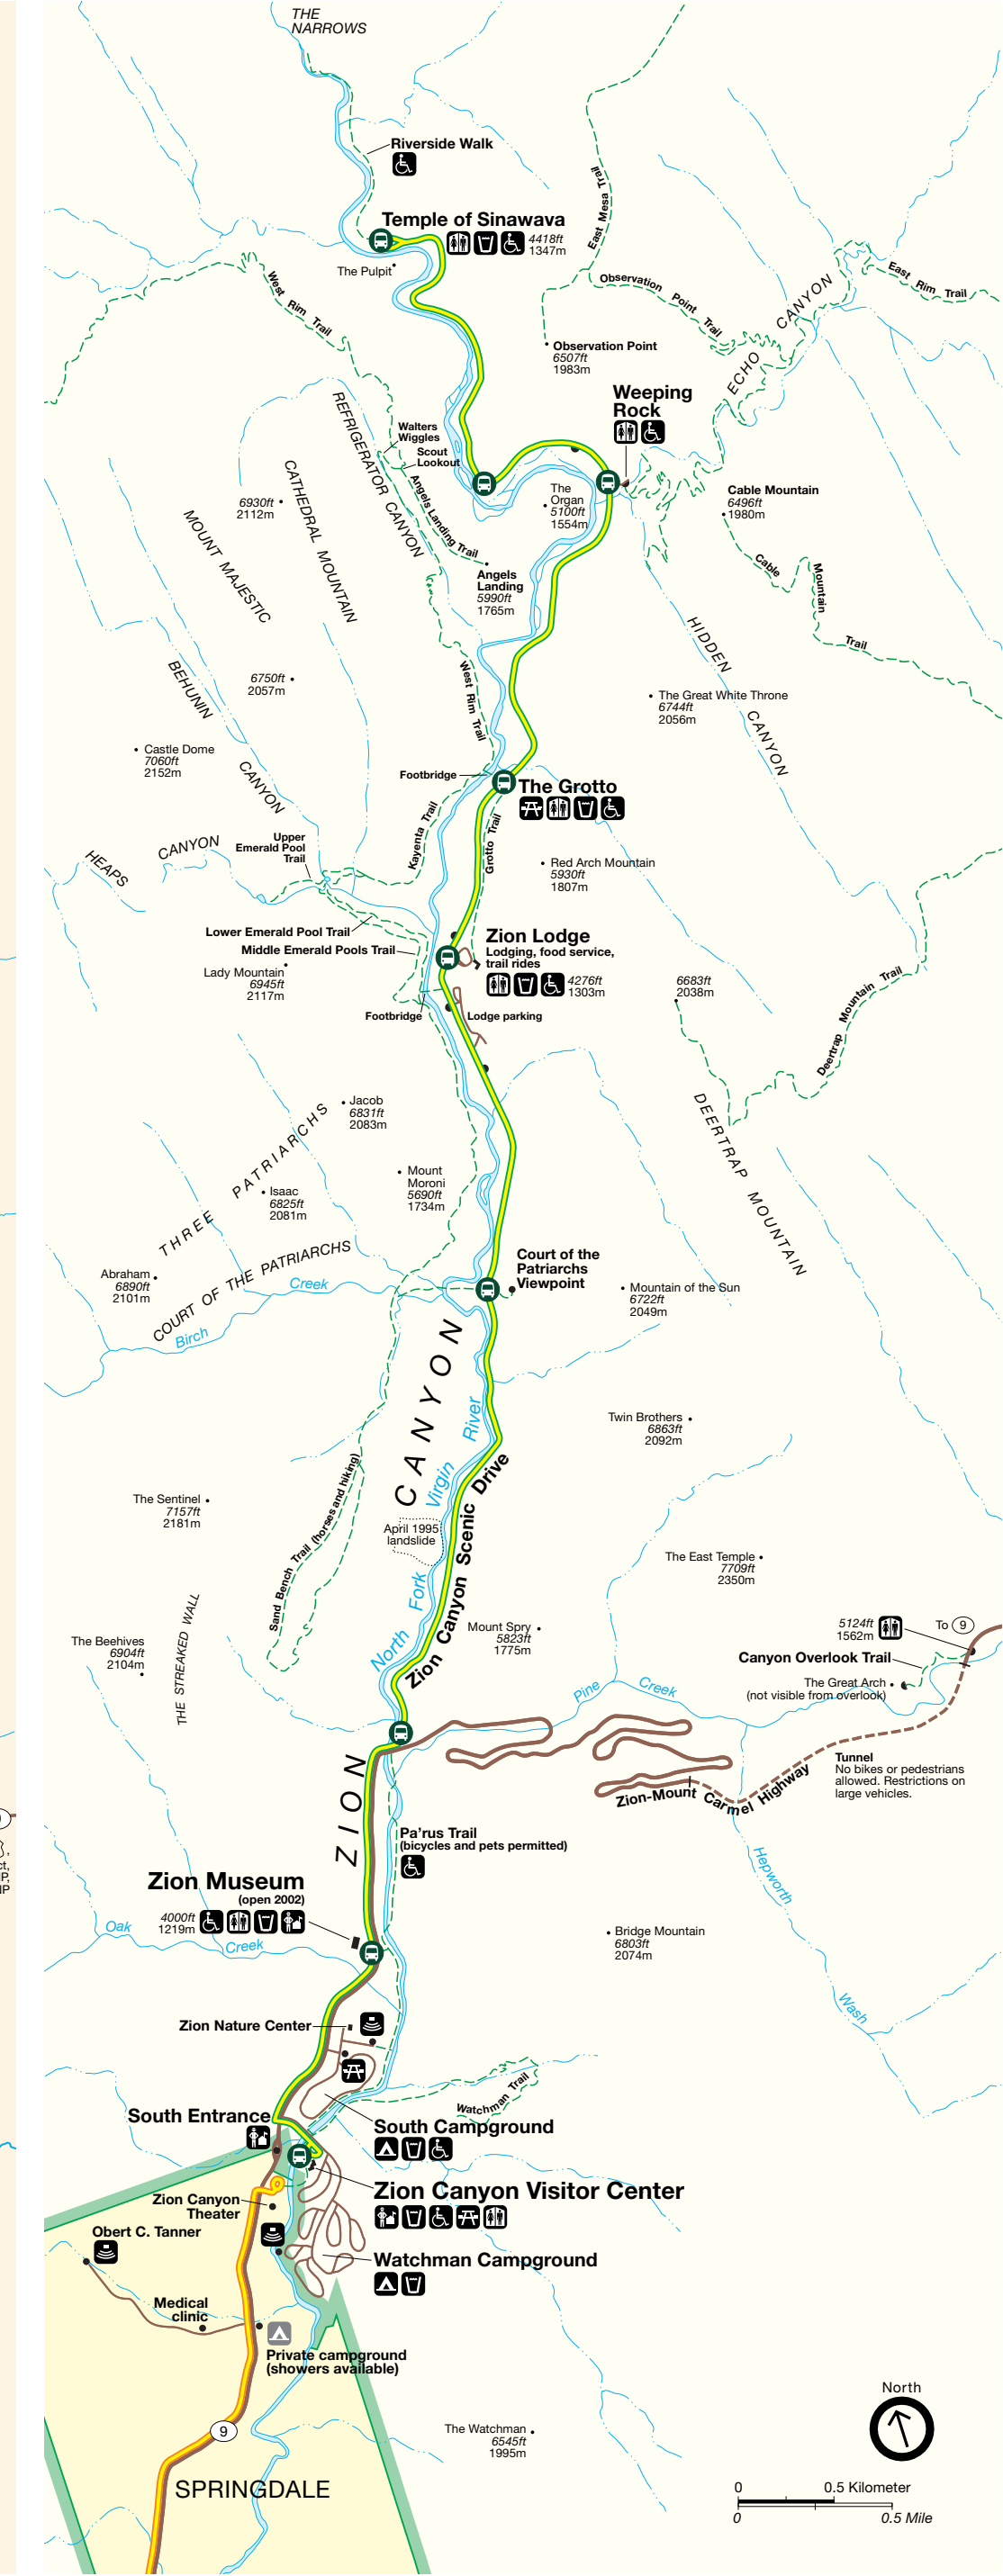 THE
NARROWS
Riverside Walk
Temple of Sinawava
4418ft
1347m
The Pulpit
East Mesa Trail
Observation Point Trail
East Rim Trail
ECHO CANYON
West Rim Trail
Observation Point
6507ft
1983m
Weeping
Rock
REFRIGERATOR CANYON
Walters
Wiggles
Scout
Lookout
Angels Landing Trail
The
Organ
5100ft
1554m
Cable Mountain
6496ft
1980m
Cable Mountain Trail
6930ft
2112m
CATHEDRAL MOUNTAIN
MOUNT MAJESTIC
Angels
Landing
5990ft
1765m
HIDDEN CANYON
BEHUNIN CANYON
6750ft
2057m
West Rim Trail
The Great White Throne
6744ft
2056m
Castle Dome
7060ft
2152m
Footbridge
The Grotto
Kayenta Trail
Grotto Trail
Upper
Emerald Pool
Trail
HEAPS CANYON
Red Arch Mountain
5930ft
1807m
Lower Emerald Pool Trail
Middle Emerald Pools Trail
Zion Lodge
Lodging, food service,
trail rides
4276ft
1303m
Lady Mountain
6945ft
2117m
Footbridge
Lodge parking
6683ft
2038m
Deertrap Mountain Trail
DEERTRAP MOUNTAIN
Jacob
6831ft
2083m
THREE PATRIARCHS
Isaac
6825ft
2081m
Mount
Moroni
5690ft
1734m
Abraham
6890ft
2101m
COURT OF THE PATRIARCHS
Birch Creek
Court of the
Patriarchs
Viewpoint
Mountain of the Sun
6722ft
2049m
ZION CANYON
North Fork Virgin River
Zion Canyon Scenic Drive
Twin Brothers
6863ft
2092m
Sand Bench Trail (horses and hiking)
The Sentinel
7157ft
2181m
April 1995
landslide
The East Temple
7709ft
2350m
The Beehives
6904ft
2104m
THE STREAKED WALL
Mount Spry
5823ft
1775m
5124ft
1562m
To 9
Canyon Overlook Trail
The Great Arch
(not visible from overlook)
Pine Creek
Tunnel
No bikes or pedestrians
allowed. Restrictions on
large vehicles.
Zion-Mount Carmel Highway
Pa'rus Trail
(bicycles and pets permitted)
Zion Museum
(open 2002)
4000ft
1219m
Oak Creek
Hepworth Wash
Bridge Mountain
6803ft
2074m
Zion Nature Center
Watchman Trail
South Entrance
South Campground
Zion Canyon Visitor Center
Zion Canyon
Theater
Obert C. Tanner
Watchman Campground
Medical
clinic
Private campground
(showers available)
9
The Watchman
6545ft
1995m
SPRINGDALE
North
0 0.5 Kilometer
0 0.5 Mile